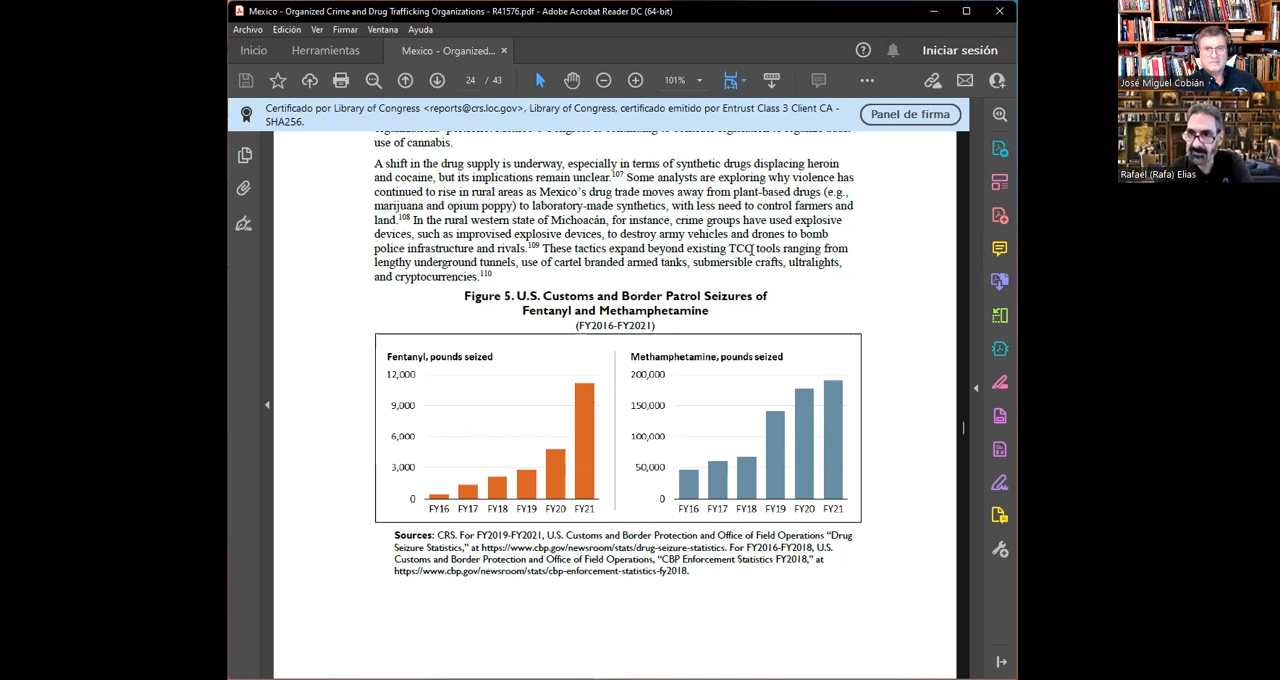 Mexico - Organized Crime and Drug Trafficking Organizations - R41576.pdf - Adobe Acrobat Reader DC (64-bit)
Archivo Edición Ver Firmar Ventana Ayuda
Inicio Herramientas Mexico - Organized... × Iniciar sesión
24 / 43 101%
Certificado por Library of Congress <reports@crs.loc.gov>, Library of Congress, certificado emitido por Entrust Class 3 Client CA -
SHA256.
Panel de firma
use of cannabis.
A shift in the drug supply is underway, especially in terms of synthetic drugs displacing heroin
and cocaine, but its implications remain unclear.107 Some analysts are exploring why violence has
continued to rise in rural areas as Mexico's drug trade moves away from plant-based drugs (e.g.,
marijuana and opium poppy) to laboratory-made synthetics, with less need to control farmers and
land.108 In the rural western state of Michoacán, for instance, crime groups have used explosive
devices, such as improvised explosive devices, to destroy army vehicles and drones to bomb
police infrastructure and rivals.109 These tactics expand beyond existing TCO tools ranging from
lengthy underground tunnels, use of cartel branded armed tanks, submersible crafts, ultralights,
and cryptocurrencies.110
Figure 5. U.S. Customs and Border Patrol Seizures of
Fentanyl and Methamphetamine
(FY2016-FY2021)
Fentanyl, pounds seized
12,000
9,000
6,000
3,000
0
FY16 FY17 FY18 FY19 FY20 FY21
Methamphetamine, pounds seized
200,000
150,000
100,000
50,000
0
FY16 FY17 FY18 FY19 FY20 FY21
Sources: CRS. For FY2019-FY2021, U.S. Customs and Border Protection and Office of Field Operations "Drug
Seizure Statistics," at https://www.cbp.gov/newsroom/stats/drug-seizure-statistics. For FY2016-FY2018, U.S.
Customs and Border Protection and Office of Field Operations, "CBP Enforcement Statistics FY2018," at
https://www.cbp.gov/newsroom/stats/cbp-enforcement-statistics-fy2018.
José Miguel Cobián
Rafael (Rafa) Elias